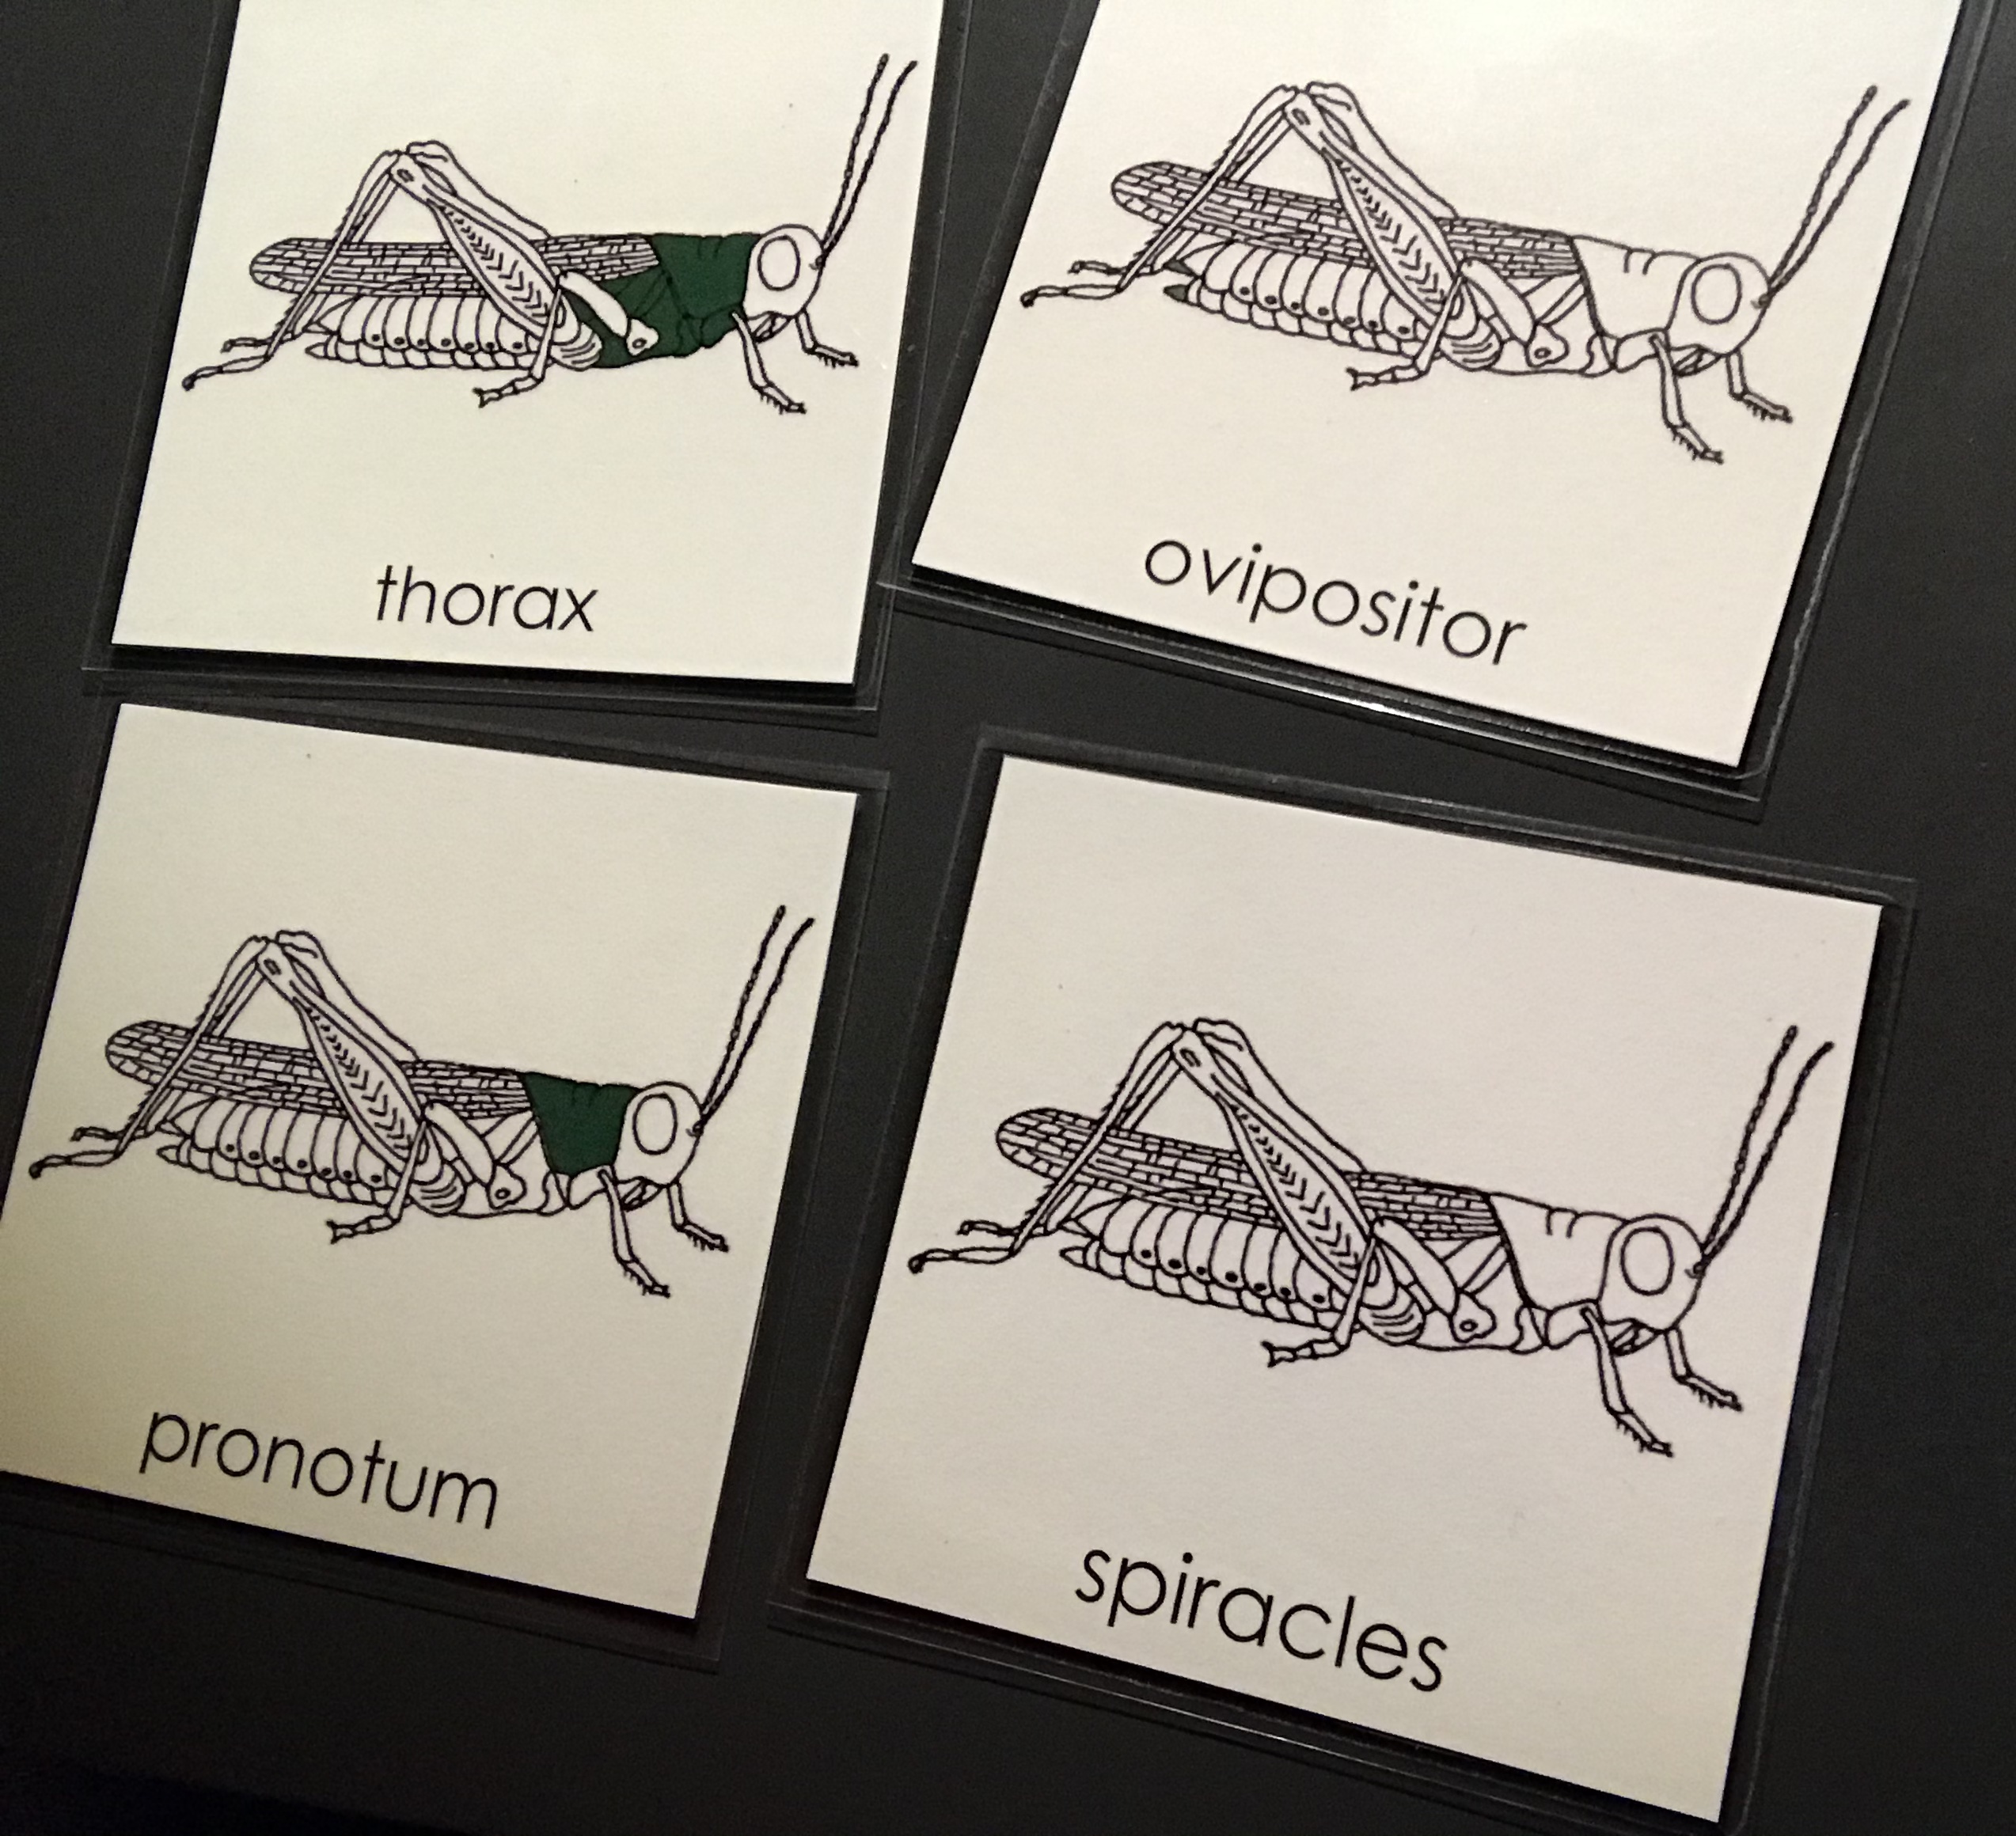 thorax
ovipositor
pronotum
spiracles